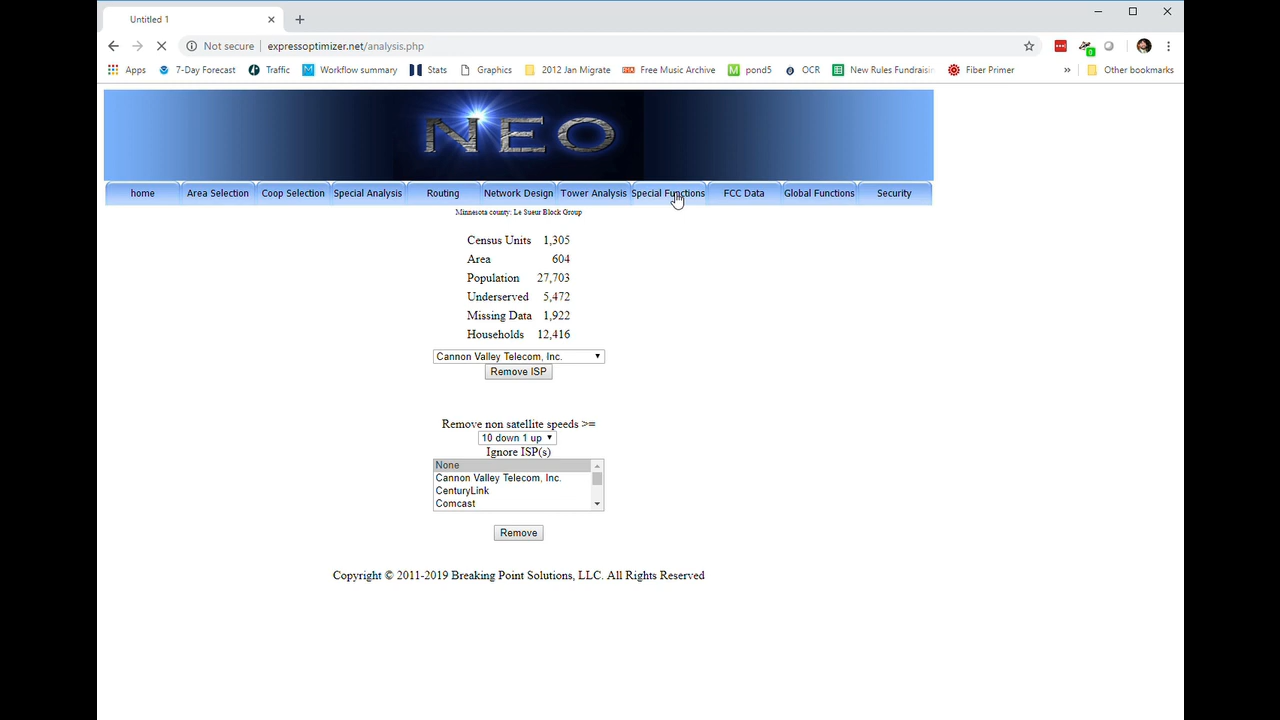 Untitled 1
Not secure | expressoptimizer.net/analysis.php
0
Apps 7-Day Forecast Traffic Workflow summary Stats Graphics 2012 Jan Migrate Free Music Archive pond5 OCR New Rules Fundraisin Fiber Primer » Other bookmarks
NEO
home Area Selection Coop Selection Special Analysis Routing Network Design Tower Analysis Special Functions FCC Data Global Functions Security
Minnesota county: Le Sueur Block Group
Census Units 1,305
Area 604
Population 27,703
Underserved 5,472
Missing Data 1,922
Households 12,416
Cannon Valley Telecom, Inc.
Remove ISP
Remove non satellite speeds >=
10 down 1 up
Ignore ISP(s)
None
Cannon Valley Telecom, Inc.
CenturyLink
Comcast
Remove
Copyright © 2011-2019 Breaking Point Solutions, LLC. All Rights Reserved